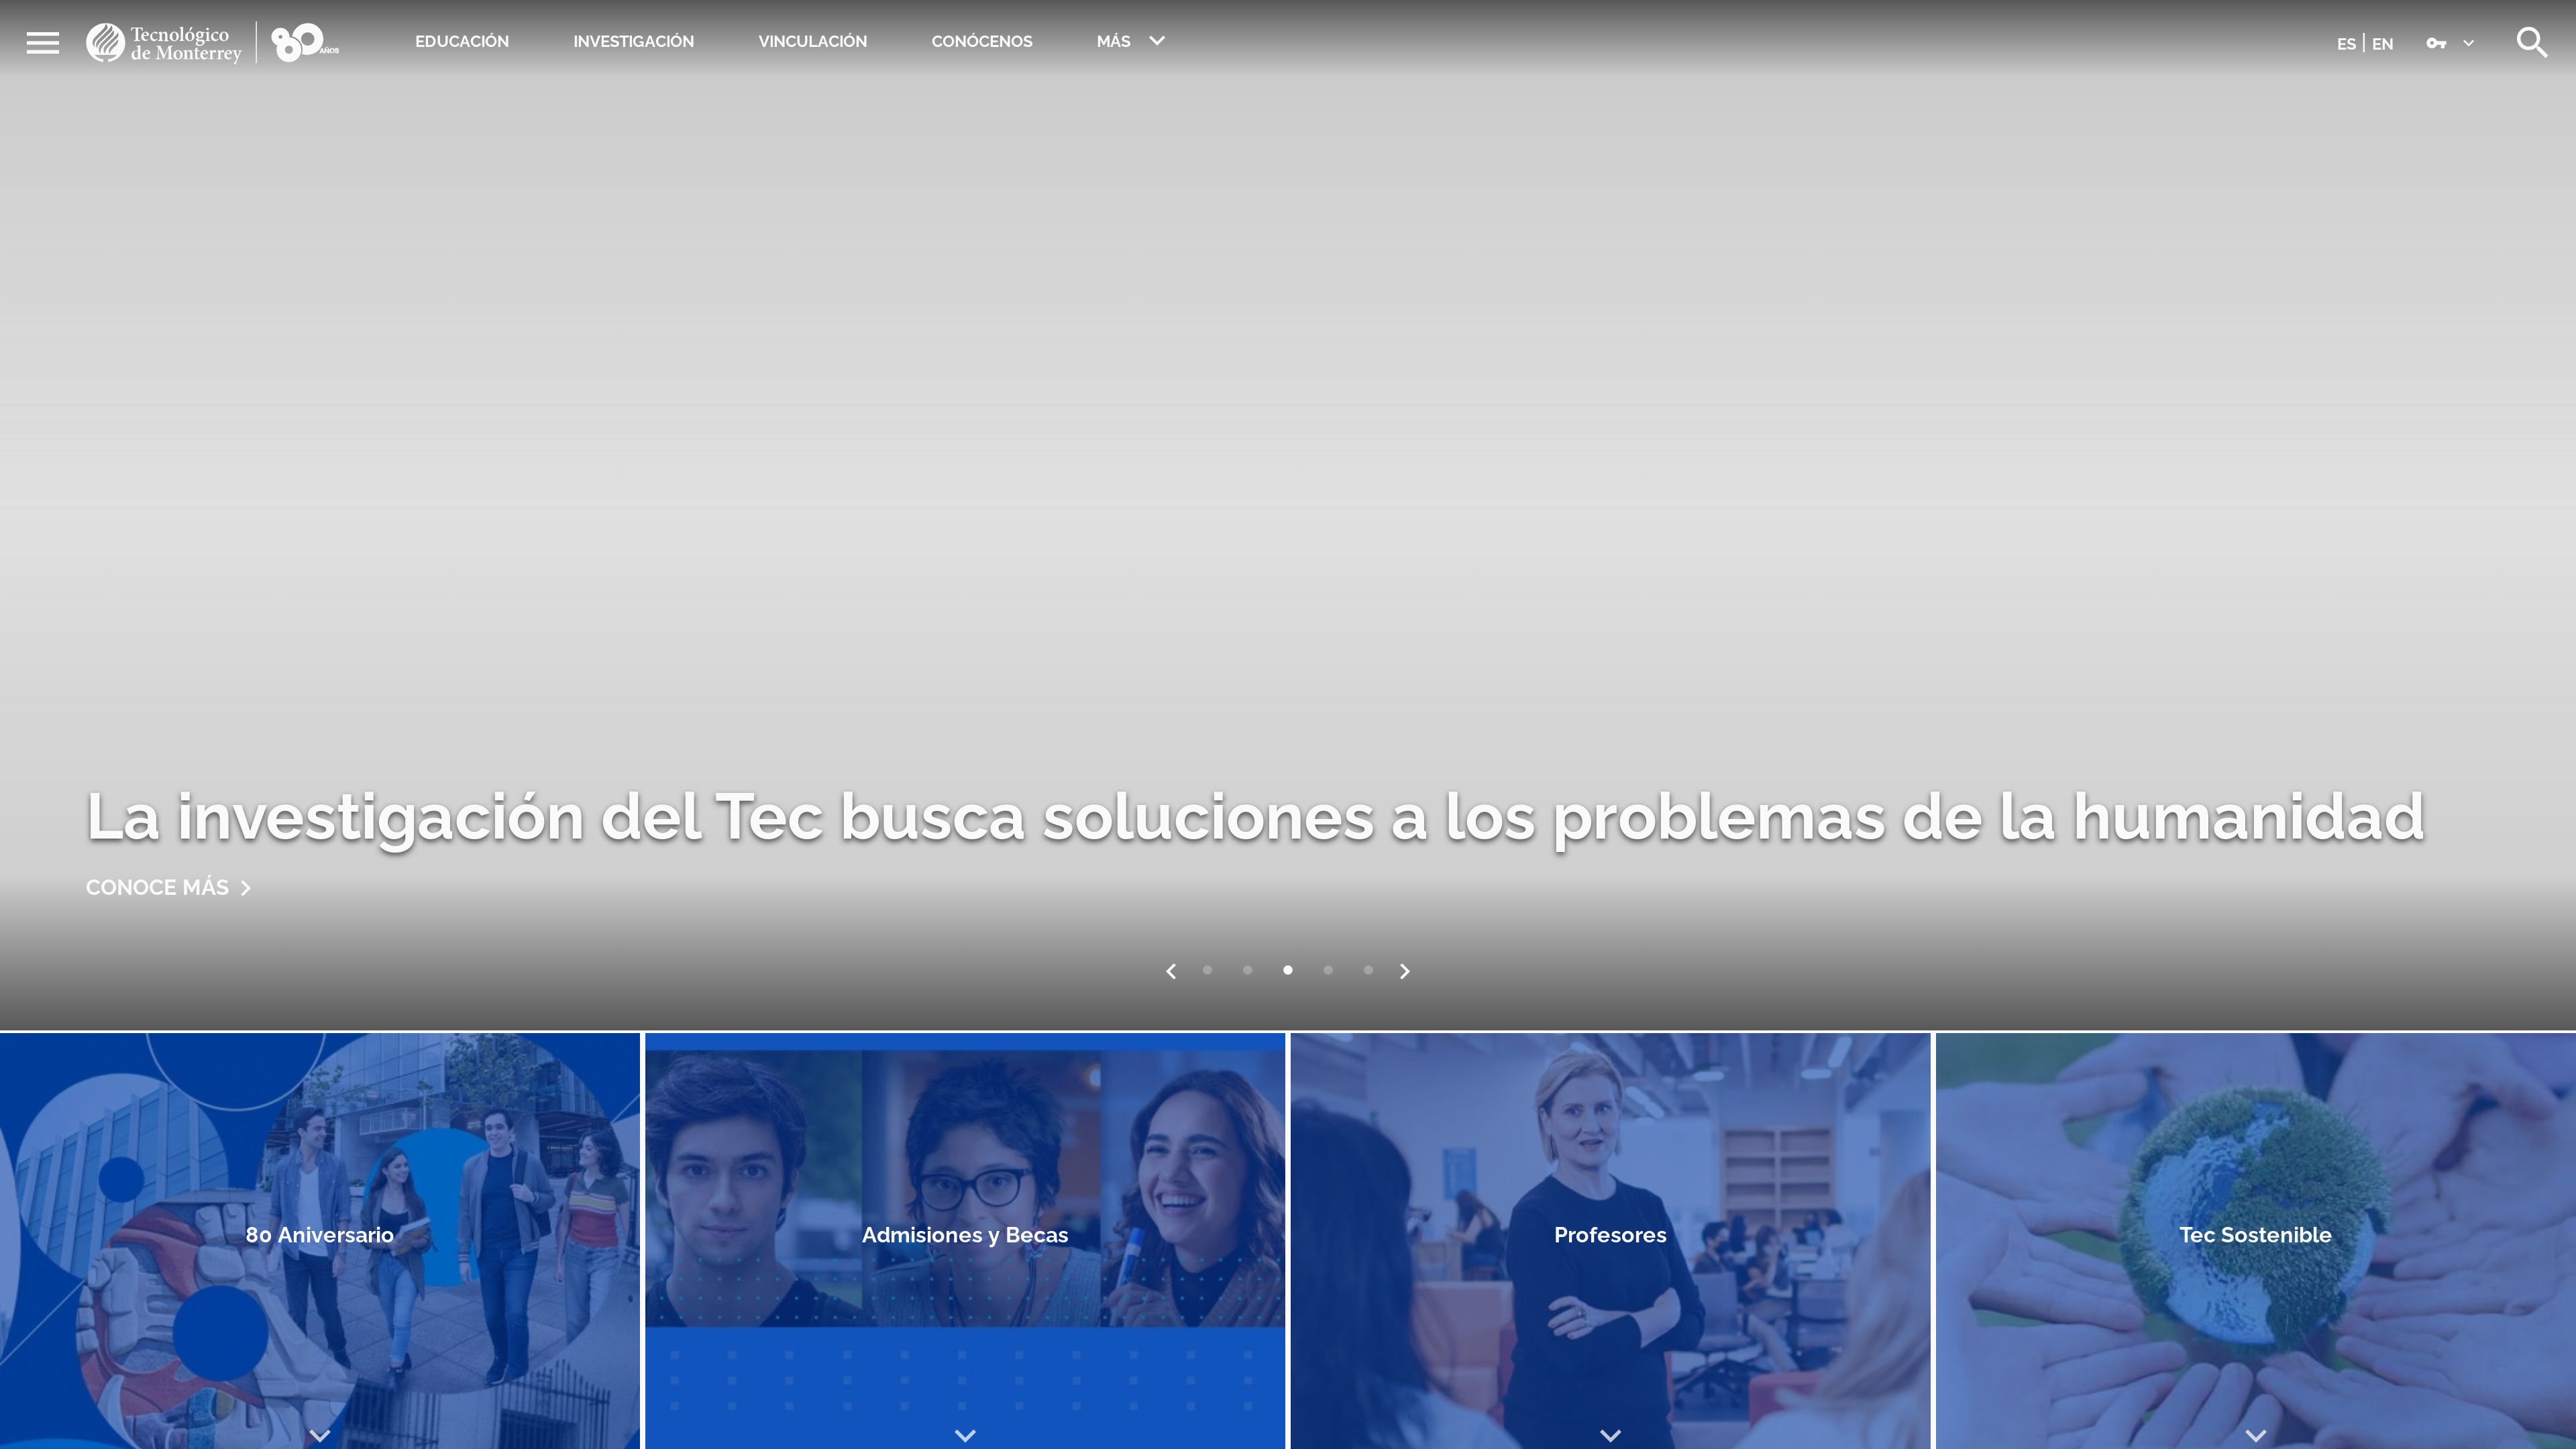 Tecnológico
de Monterrey
80 AÑOS
EDUCACIÓN
INVESTIGACIÓN
VINCULACIÓN
CONÓCENOS
MÁS
ES | EN
La investigación del Tec busca soluciones a los problemas de la humanidad
CONOCE MÁS
80 Aniversario
Admisiones y Becas
Profesores
Tec Sostenible